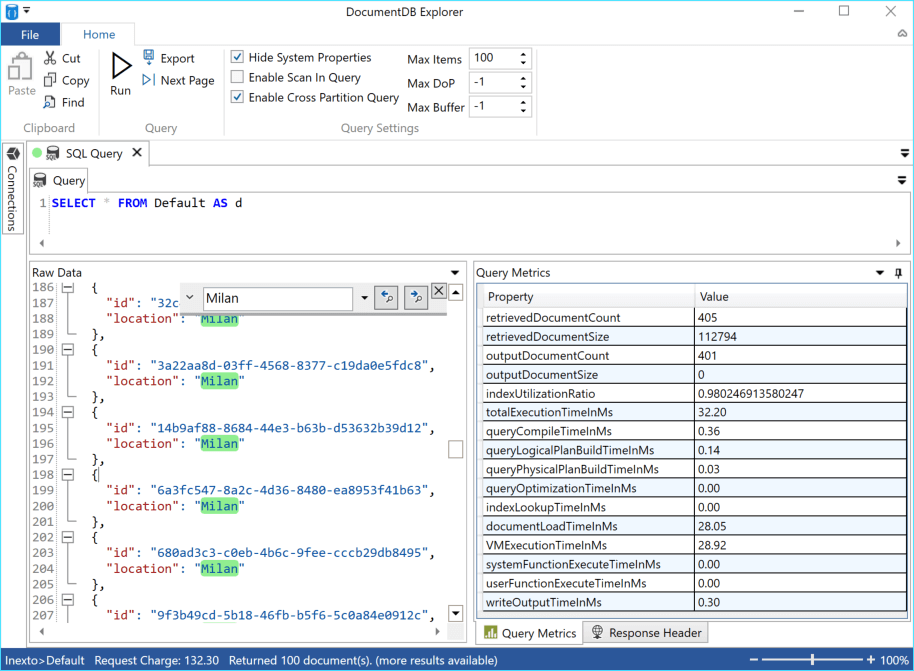 DocumentDB Explorer
File Home
Paste
Cut
Copy
Find
Clipboard
Run
Export
Next Page
Query
Hide System Properties
Enable Scan In Query
Enable Cross Partition Query
Max Items 100
Max DoP -1
Max Buffer -1
Query Settings
Connections
SQL Query
Query
1 SELECT * FROM Default AS d
Raw Data
Milan
186 {
187 "id": "32c
188 "location": "Milan"
189 },
190 {
191 "id": "3a22aa8d-03ff-4568-8377-c19da0e5fdc8",
192 "location": "Milan"
193 },
194 {
195 "id": "14b9af88-8684-44e3-b63b-d53632b39d12",
196 "location": "Milan"
197 },
198 {
199 "id": "6a3fc547-8a2c-4d36-8480-ea8953f41b63",
200 "location": "Milan"
201 },
202 {
203 "id": "680ad3c3-c0eb-4b6c-9fee-cccb29db8495",
204 "location": "Milan"
205 },
206 {
207 "id": "9f3b49cd-5b18-46fb-b5f6-5c0a84e0912c",
Query Metrics
Property Value
retrievedDocumentCount 405
retrievedDocumentSize 112794
outputDocumentCount 401
outputDocumentSize 0
indexUtilizationRatio 0.980246913580247
totalExecutionTimeInMs 32.20
queryCompileTimeInMs 0.36
queryLogicalPlanBuildTimeInMs 0.14
queryPhysicalPlanBuildTimeInMs 0.03
queryOptimizationTimeInMs 0.00
indexLookupTimeInMs 0.00
documentLoadTimeInMs 28.05
VMExecutionTimeInMs 28.92
systemFunctionExecuteTimeInMs 0.00
userFunctionExecuteTimeInMs 0.00
writeOutputTimeInMs 0.30
Query Metrics Response Header
Inexto>Default Request Charge: 132.30 Returned 100 document(s). (more results available) 100%